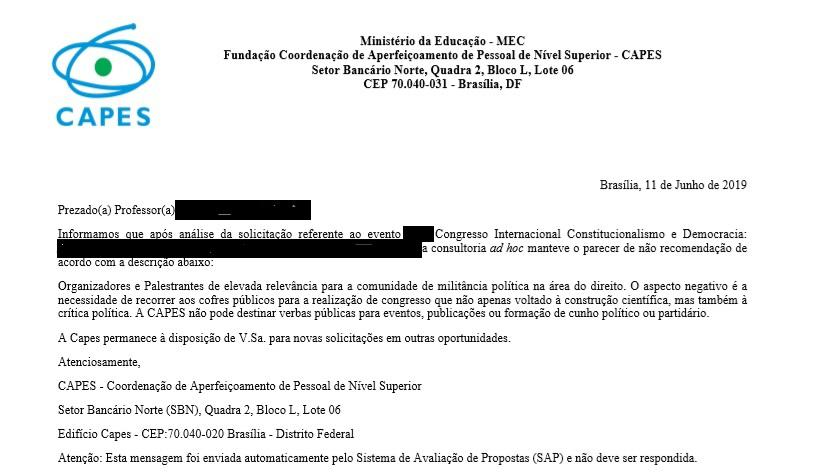 CAPES
Ministério da Educação - MEC
Fundação Coordenação de Aperfeiçoamento de Pessoal de Nível Superior - CAPES
Setor Bancário Norte, Quadra 2, Bloco L, Lote 06
CEP 70.040-031 - Brasília, DF
Brasília, 11 de Junho de 2019
Prezado(a) Professor(a)
Informamos que após análise da solicitação referente ao evento Congresso Internacional Constitucionalismo e Democracia:
a consultoria ad hoc manteve o parecer de não recomendação de
acordo com a descrição abaixo:
Organizadores e Palestrantes de elevada relevância para a comunidade de militância política na área do direito. O aspecto negativo é a
necessidade de recorrer aos cofres públicos para a realização de congresso que não apenas voltado à construção científica, mas também à
crítica política. A CAPES não pode destinar verbas públicas para eventos, publicações ou formação de cunho político ou partidário.
A Capes permanece à disposição de V.Sa. para novas solicitações em outras oportunidades.
Atenciosamente,
CAPES - Coordenação de Aperfeiçoamento de Pessoal de Nível Superior
Setor Bancário Norte (SBN), Quadra 2, Bloco L, Lote 06
Edifício Capes - CEP:70.040-020 Brasília - Distrito Federal
Atenção: Esta mensagem foi enviada automaticamente pelo Sistema de Avaliação de Propostas (SAP) e não deve ser respondida.